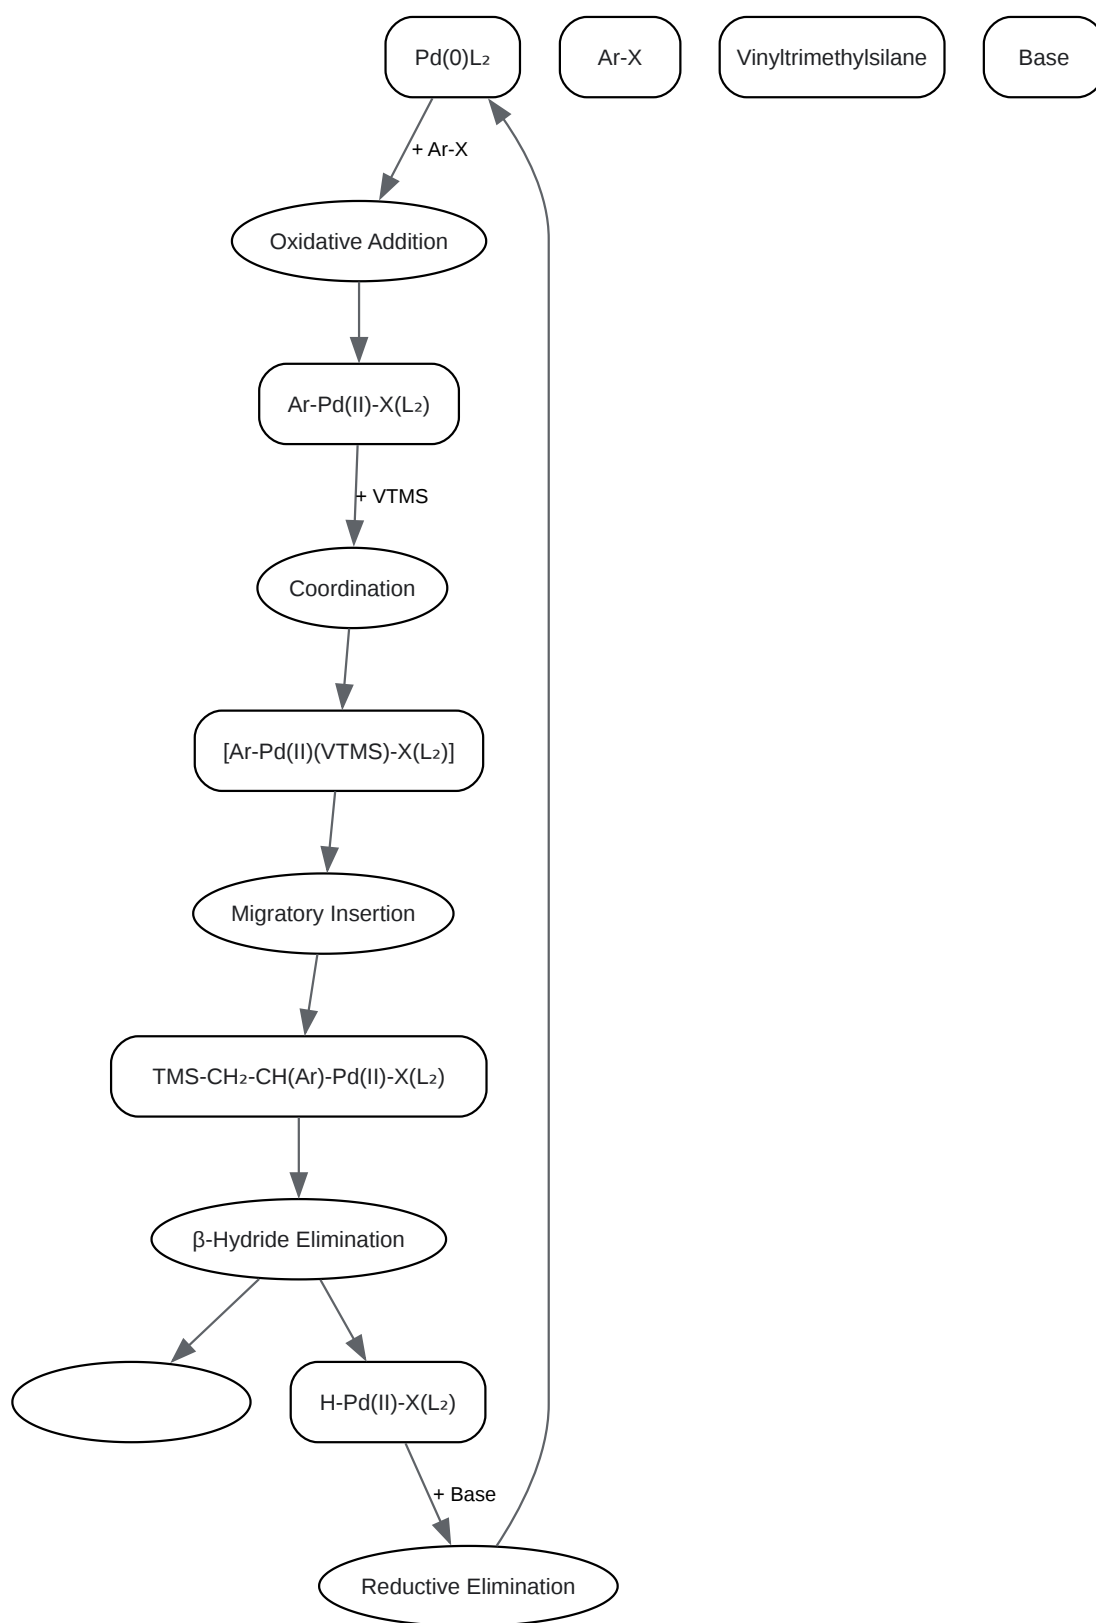 Pd(0)L₂
Ar-X
Vinyltrimethylsilane
Base
+ Ar-X
Oxidative Addition
Ar-Pd(II)-X(L₂)
+ VTMS
Coordination
[Ar-Pd(II)(VTMS)-X(L₂)]
Migratory Insertion
TMS-CH₂-CH(Ar)-Pd(II)-X(L₂)
β-Hydride Elimination
H-Pd(II)-X(L₂)
+ Base
Reductive Elimination